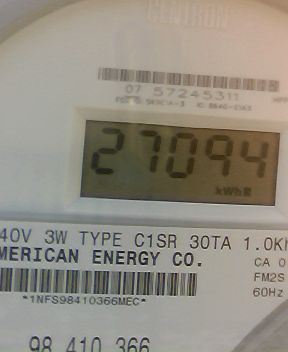 CENTRON
07 57245311
27094
kWh
40V 3W TYPE C1SR 30TA 1.0Kh
MERICAN ENERGY CO.
CA 0
FM2S
60Hz
*1NFS98410366MEC*
98 410 366